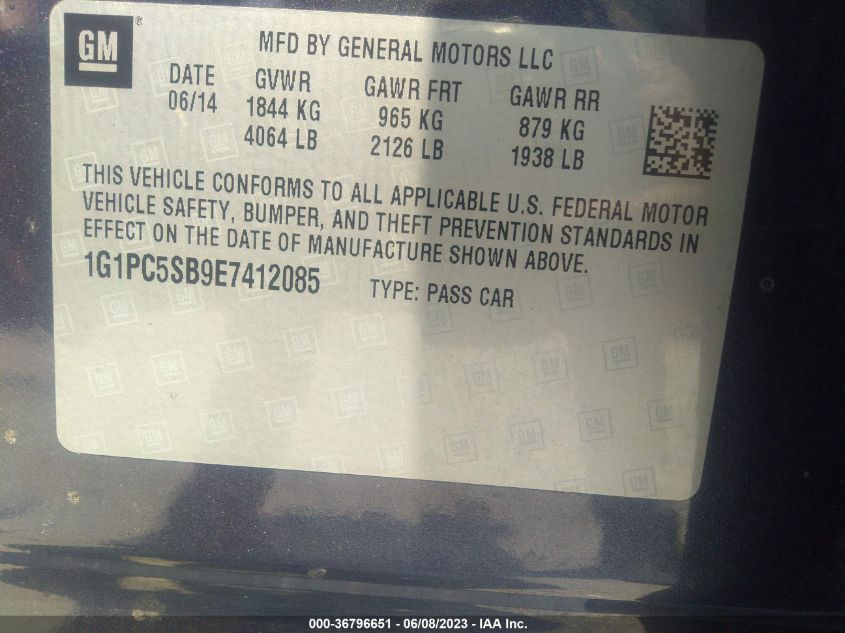 GM®
MFD BY GENERAL MOTORS LLC
DATE GVWR GAWR FRT GAWR RR
06/14 1844 KG 965 KG 879 KG
4064 LB 2126 LB 1938 LB
THIS VEHICLE CONFORMS TO ALL APPLICABLE U.S. FEDERAL MOTOR
VEHICLE SAFETY, BUMPER, AND THEFT PREVENTION STANDARDS IN
EFFECT ON THE DATE OF MANUFACTURE SHOWN ABOVE.
1G1PC5SB9E7412085 TYPE: PASS CAR
000-36796651 - 06/08/2023 - IAA Inc.